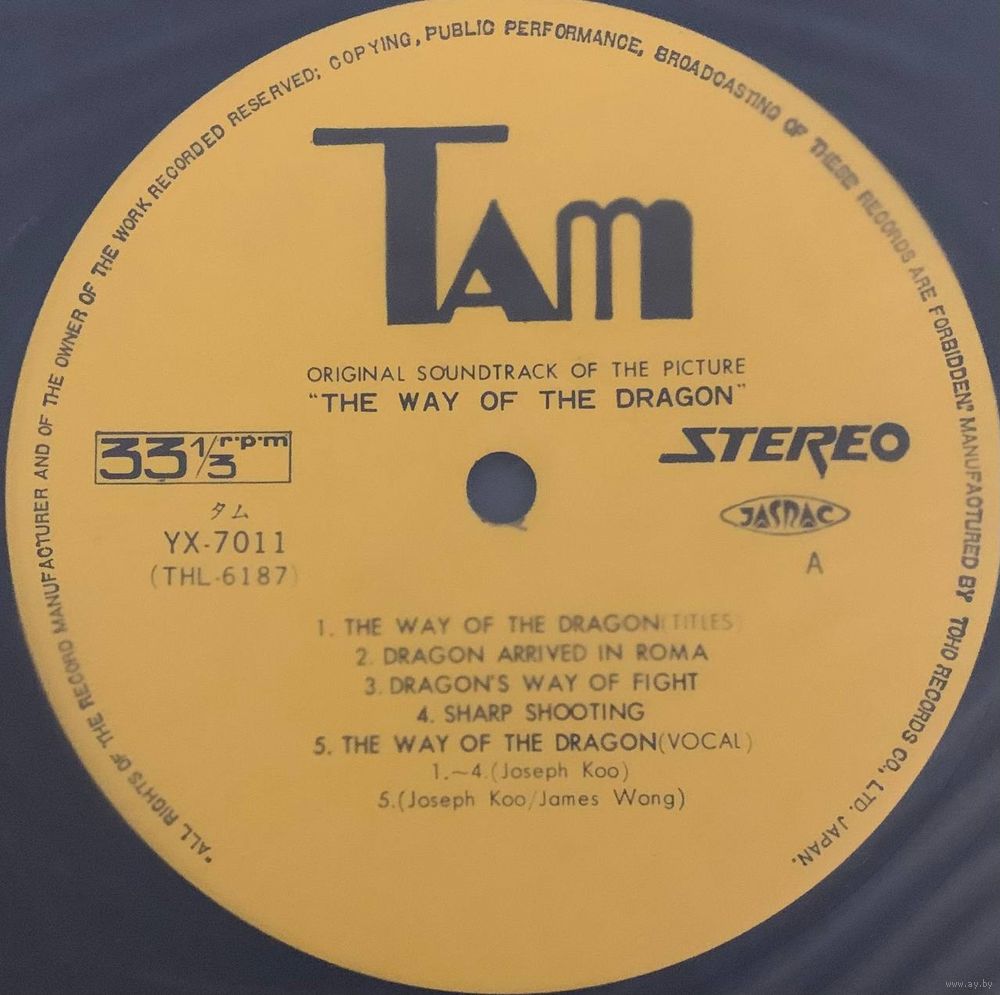 "ALL RIGHTS OF THE RECORD MANUFACTURER AND OF THE OWNER OF THE WORK RECORDED RESERVED; COPYING, PUBLIC PERFORMANCE, BROADCASTING OF THESE RECORDS ARE FORBIDDEN." MANUFACTURED BY TOHO RECORDS CO., LTD. JAPAN.
TAM
ORIGINAL SOUNDTRACK OF THE PICTURE
"THE WAY OF THE DRAGON"
33 1/3 r·p·m
STEREO
タム
JASRAC
YX-7011
A
(THL-6187)
1. THE WAY OF THE DRAGON(TITLES)
2. DRAGON ARRIVED IN ROMA
3. DRAGON'S WAY OF FIGHT
4. SHARP SHOOTING
5. THE WAY OF THE DRAGON(VOCAL)
1.~4.(Joseph Koo)
5.(Joseph Koo/James Wong)
www.ay.by